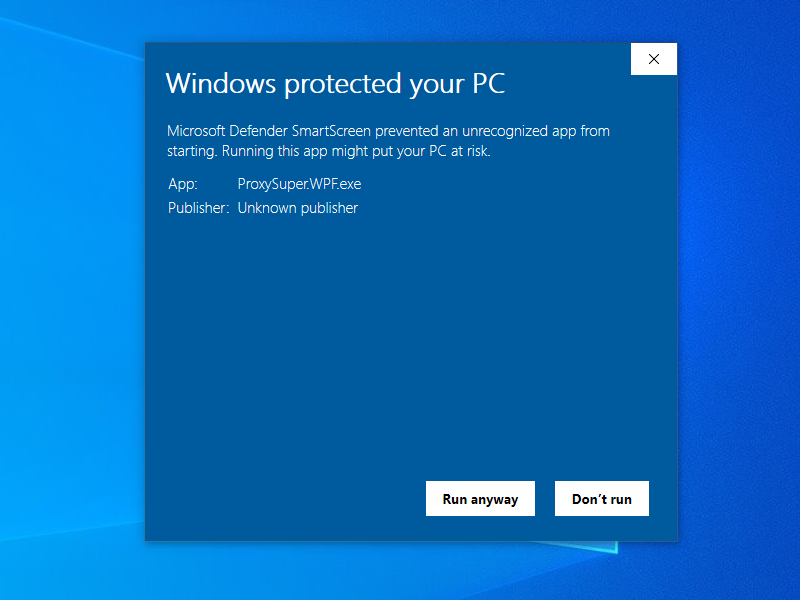 Windows protected your PC
Microsoft Defender SmartScreen prevented an unrecognized app from
starting. Running this app might put your PC at risk.
App: ProxySuper.WPF.exe
Publisher: Unknown publisher
Run anyway Don’t run